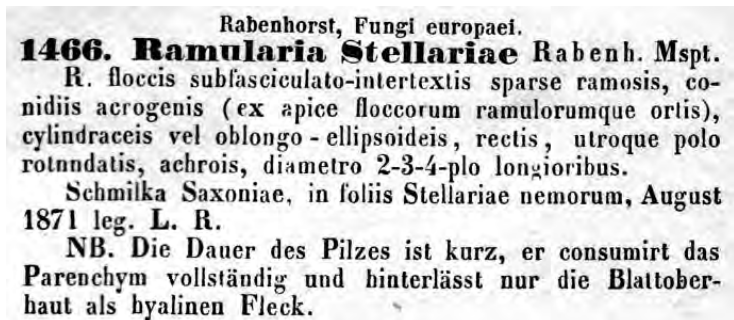 Rabenhorst, Fungi europaei.
1466. Ramularia Stellariae Rabenh. Mspt.
R. floccis subfasciculato-intertextis sparse ramosis, co-
nidiis acrogenis (ex apice floccorum ramulorumque ortis),
cylindraceis vel oblongo-ellipsoideis, rectis, utroque polo
rotnndatis, achrois, diametro 2-3-4-plo longioribus.
Schmilka Saxoniae, in foliis Stellariae nemorum, August
1871 leg. L. R.
NB. Die Dauer des Pilzes ist kurz, er consumirt das
Parenchym vollständig und hinterlässt nur die Blattober-
haut als hyalinen Fleck.